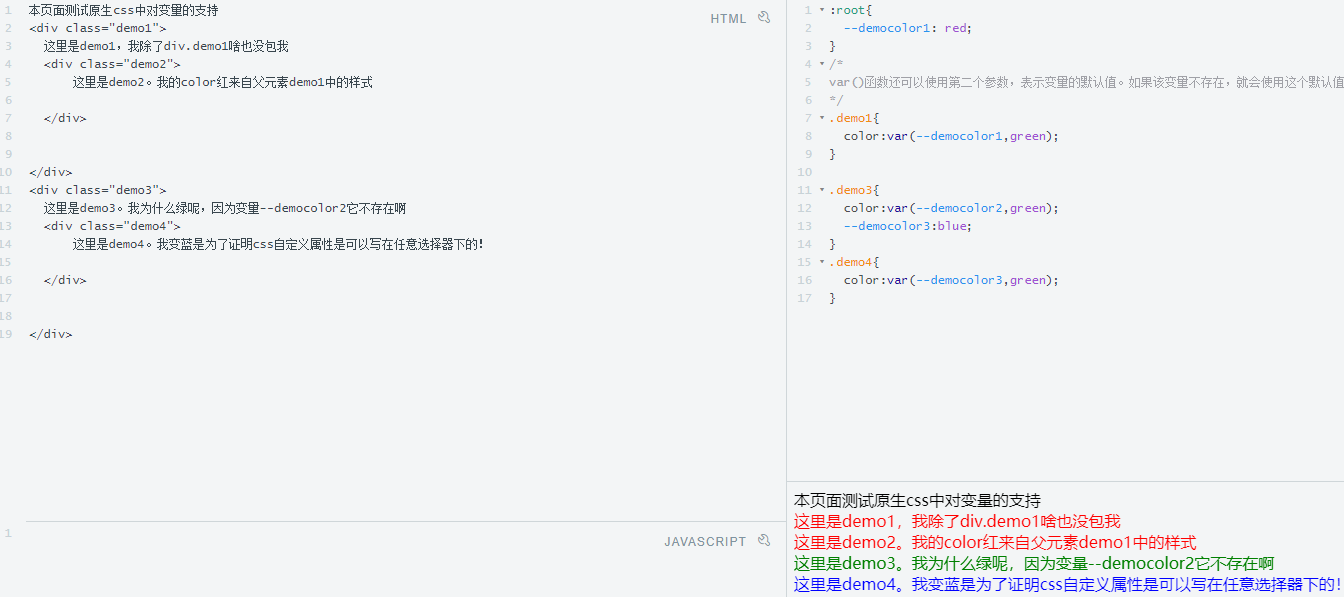 1 本页面测试原生css中对变量的支持
2 <div class="demo1">
3 这里是demo1，我除了div.demo1啥也没包我
4 <div class="demo2">
5 这里是demo2。我的color红来自父元素demo1中的样式
6
7 </div>
8
9
10 </div>
11 <div class="demo3">
12 这里是demo3。我为什么绿呢，因为变量--democolor2它不存在啊
13 <div class="demo4">
14 这里是demo4。我变蓝是为了证明css自定义属性是可以写在任意选择器下的!
15
16 </div>
17
18
19 </div>
HTML
1
JAVASCRIPT
1 :root{
2 --democolor1: red;
3 }
4 /*
5 var()函数还可以使用第二个参数，表示变量的默认值。如果该变量不存在，就会使用这个默认值
6 */
7 .demo1{
8 color:var(--democolor1,green);
9 }
10
11 .demo3{
12 color:var(--democolor2,green);
13 --democolor3:blue;
14 }
15 .demo4{
16 color:var(--democolor3,green);
17 }
本页面测试原生css中对变量的支持
这里是demo1，我除了div.demo1啥也没包我
这里是demo2。我的color红来自父元素demo1中的样式
这里是demo3。我为什么绿呢，因为变量--democolor2它不存在啊
这里是demo4。我变蓝是为了证明css自定义属性是可以写在任意选择器下的!